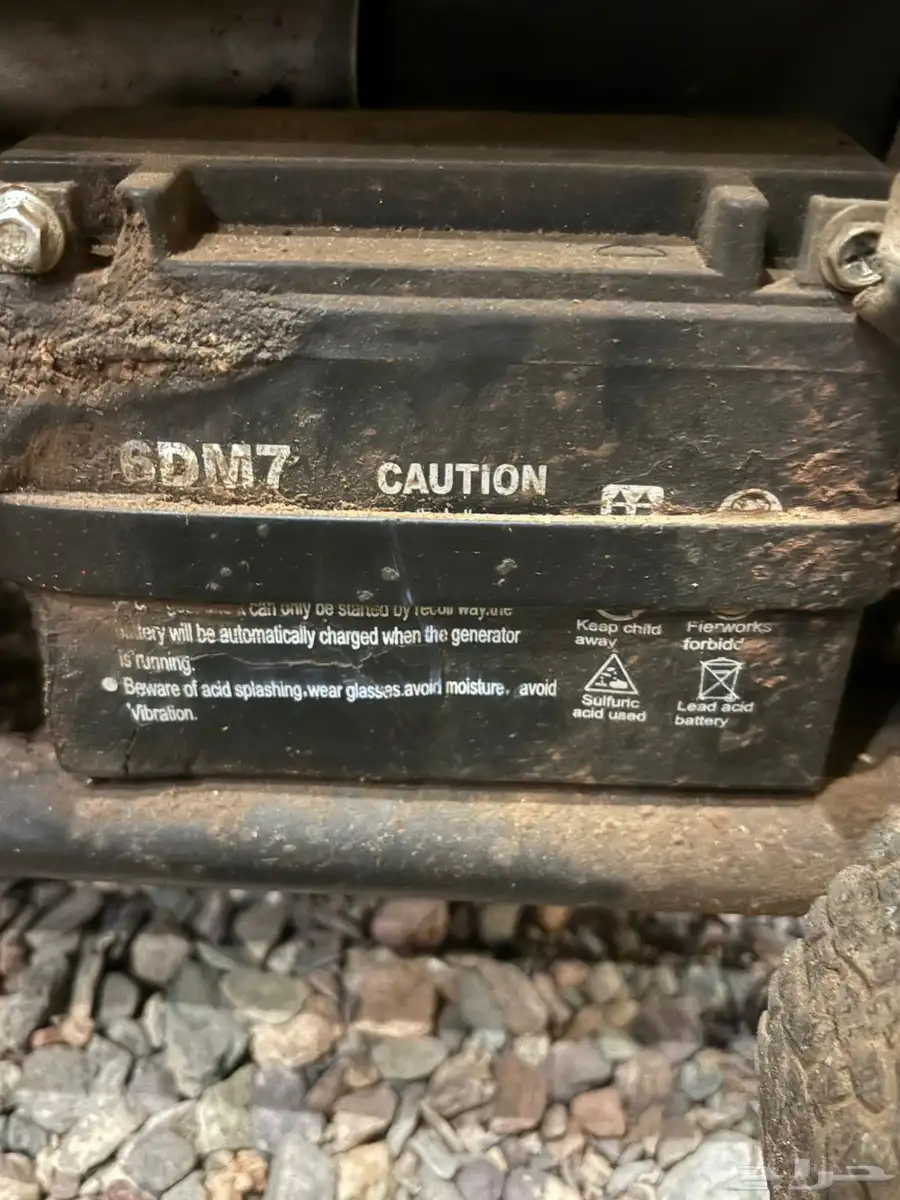 6DM7
CAUTION
can only be started by recoil way.the
will be automatically charged when the generator
is running.
Beware of acid splashing.wear glasses.avoid moisture. avoid
Vibration.
Keep child
away
Fierworks
Sulfuric
acid used
Lead acid
battery
حراج